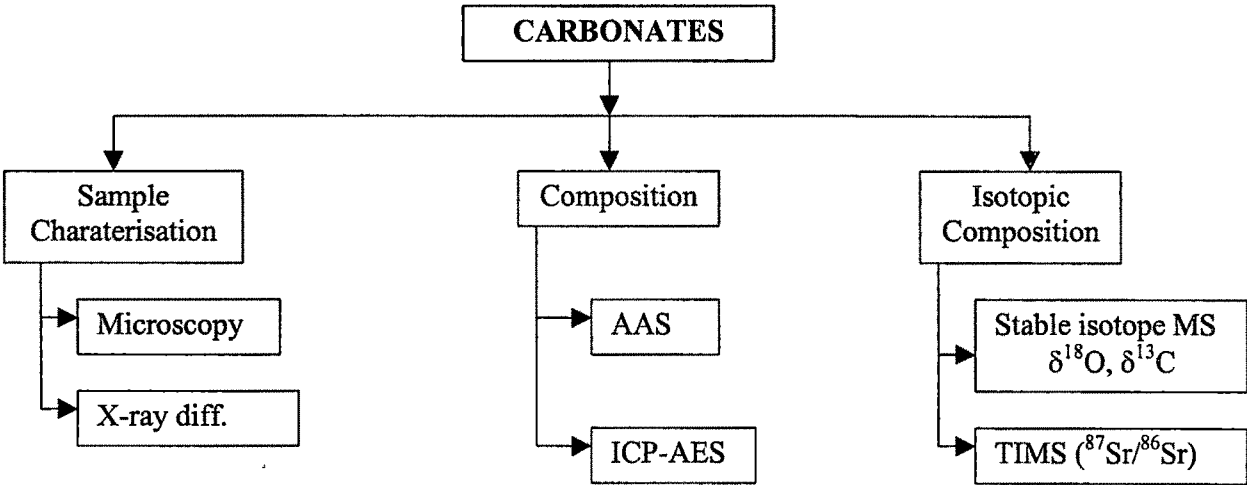 CARBONATES
Sample
Charaterisation
Microscopy
X-ray diff.
Composition
AAS
ICP-AES
Isotopic
Composition
Stable isotope MS
δ¹⁸O, δ¹³C
TIMS (⁸⁷Sr/⁸⁶Sr)